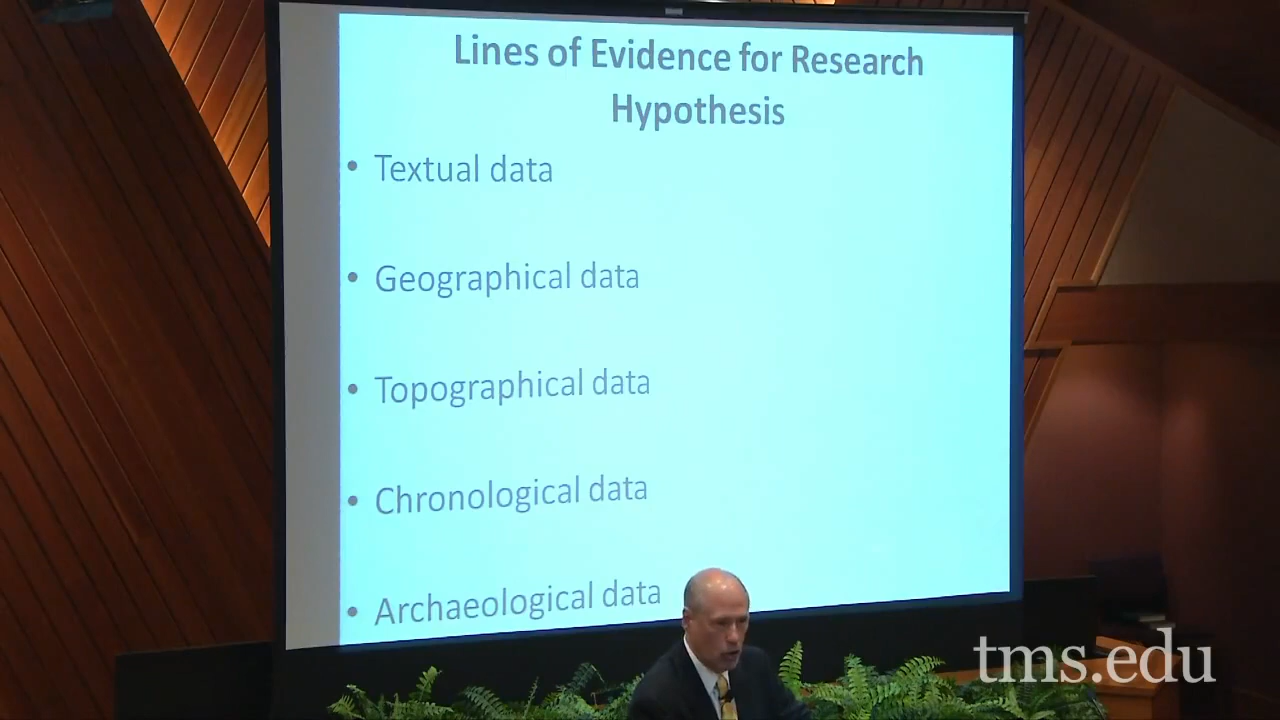 Lines of Evidence for Research
Hypothesis
• Textual data
• Geographical data
• Topographical data
• Chronological data
• Archaeological data
tms.edu